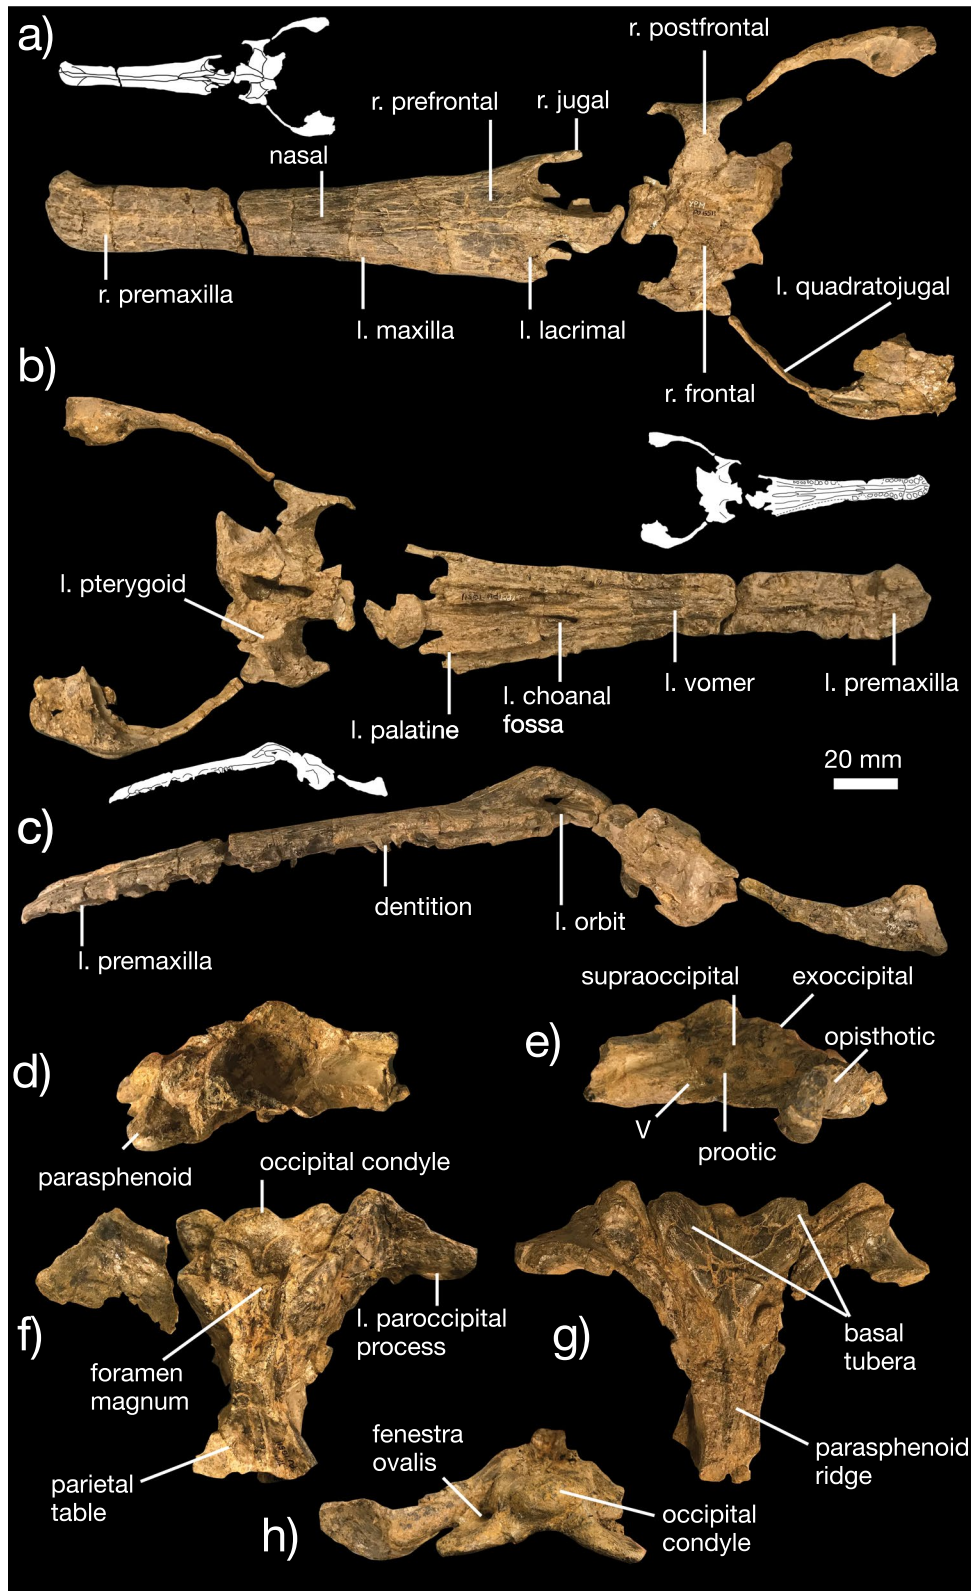 a)
r. postfrontal
r. prefrontal
r. jugal
nasal
YPM
r. premaxilla
l. maxilla
l. lacrimal
l. quadratojugal
r. frontal
b)
l. pterygoid
l. palatine
l. choanal
fossa
l. vomer
l. premaxilla
20 mm
c)
dentition
l. orbit
l. premaxilla
supraoccipital
exoccipital
opisthotic
d)
e)
V
prootic
parasphenoid
occipital condyle
f)
l. paroccipital
process
g)
foramen
magnum
basal
tubera
fenestra
ovalis
parietal
table
parasphenoid
ridge
h)
occipital
condyle